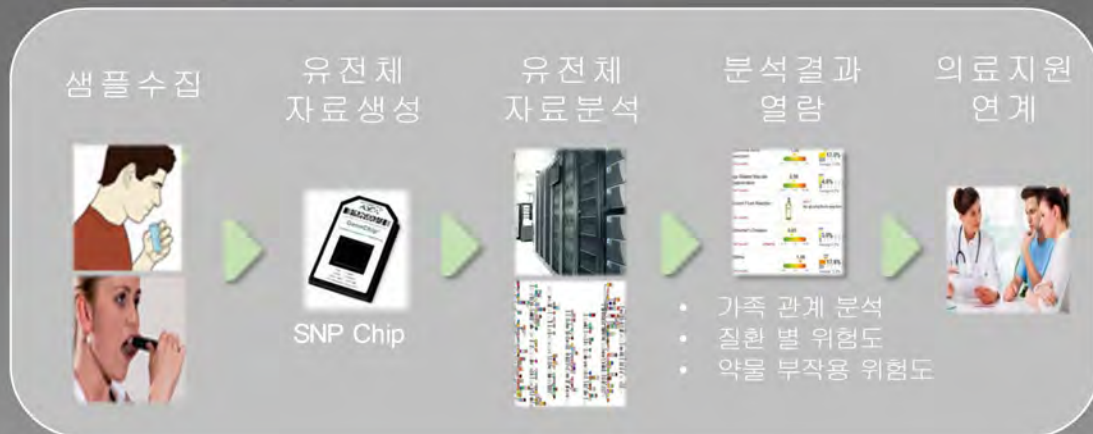 샘플수집
유전체
자료생성
유전체
자료분석
분석결과
열람
의료지원
연계
SNP Chip
• 가족 관계 분석
• 질환 별 위험도
• 약물 부작용 위험도